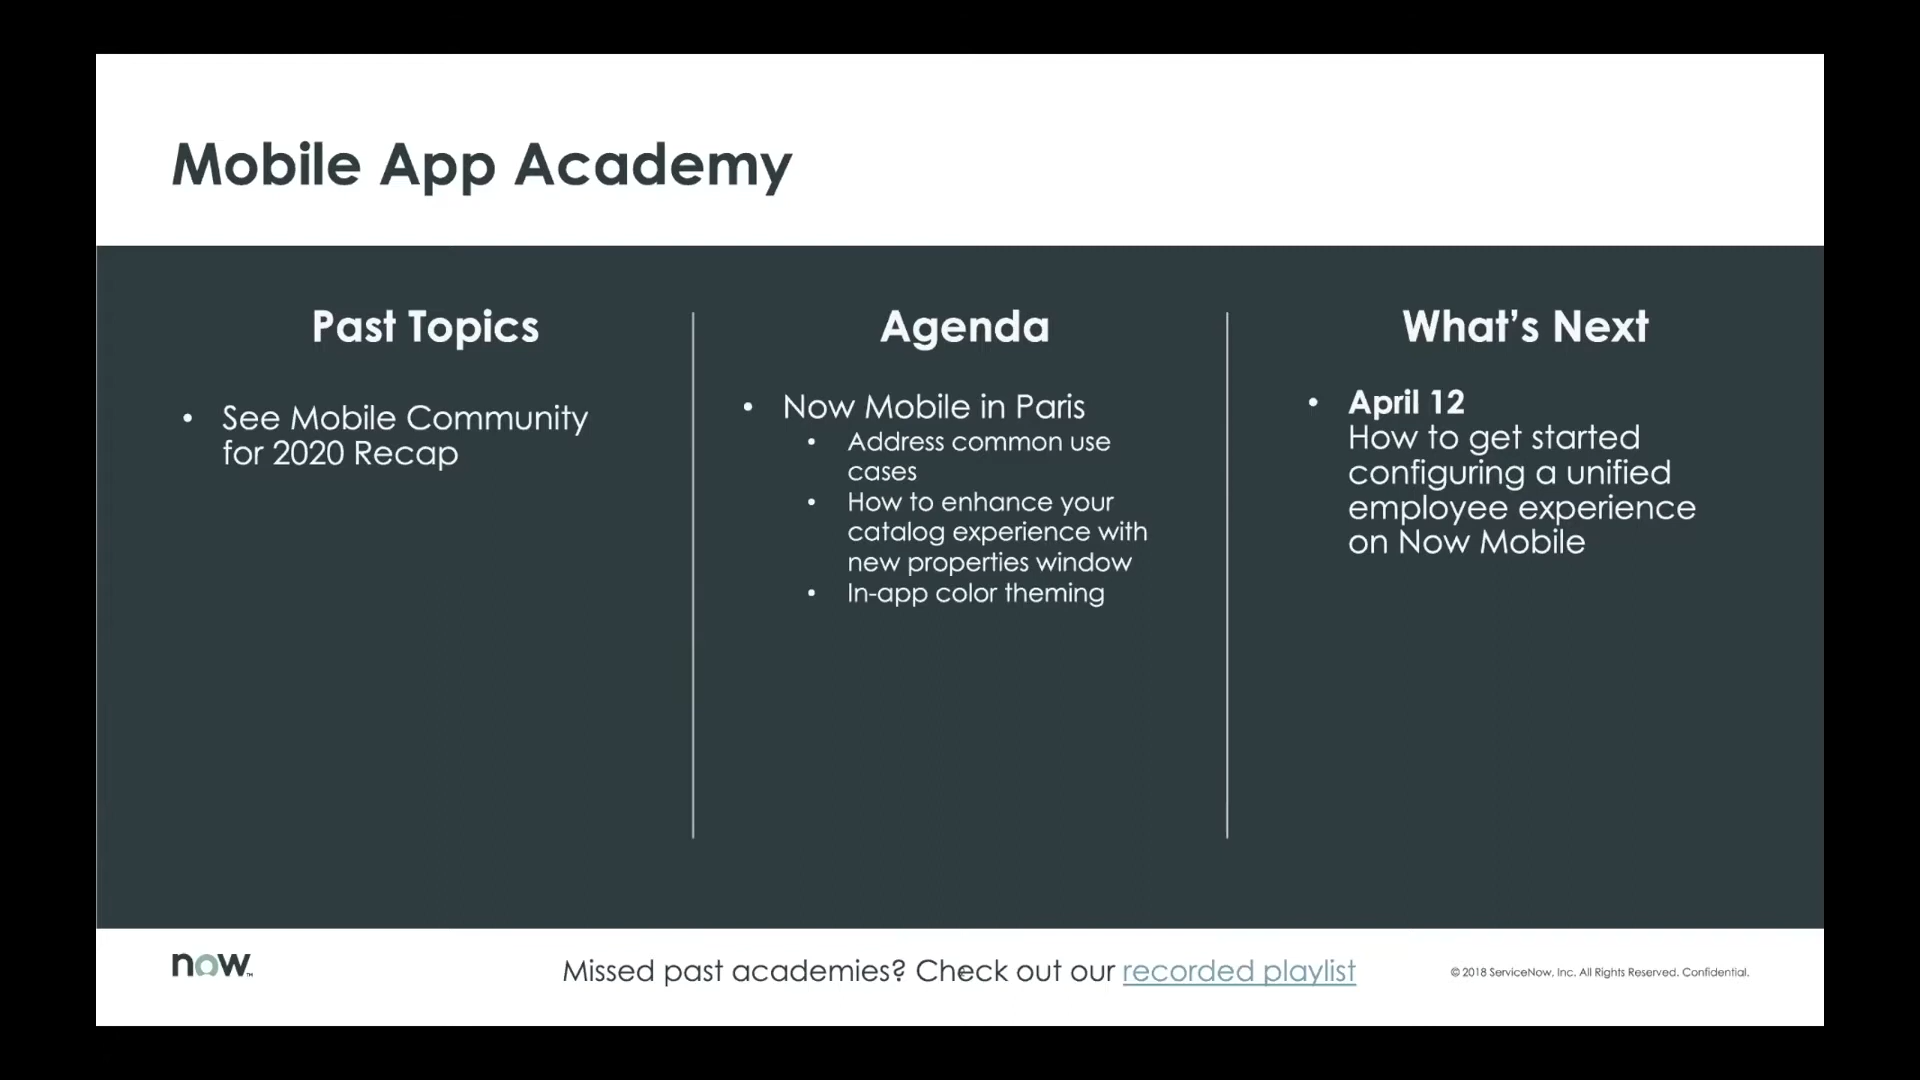 Mobile App Academy
Past Topics
• See Mobile Community
for 2020 Recap
Agenda
• Now Mobile in Paris
• Address common use
cases
• How to enhance your
catalog experience with
new properties window
• In-app color theming
What’s Next
• April 12
How to get started
configuring a unified
employee experience
on Now Mobile
now™
Missed past academies? Check out our recorded playlist
© 2018 ServiceNow, Inc. All Rights Reserved. Confidential.